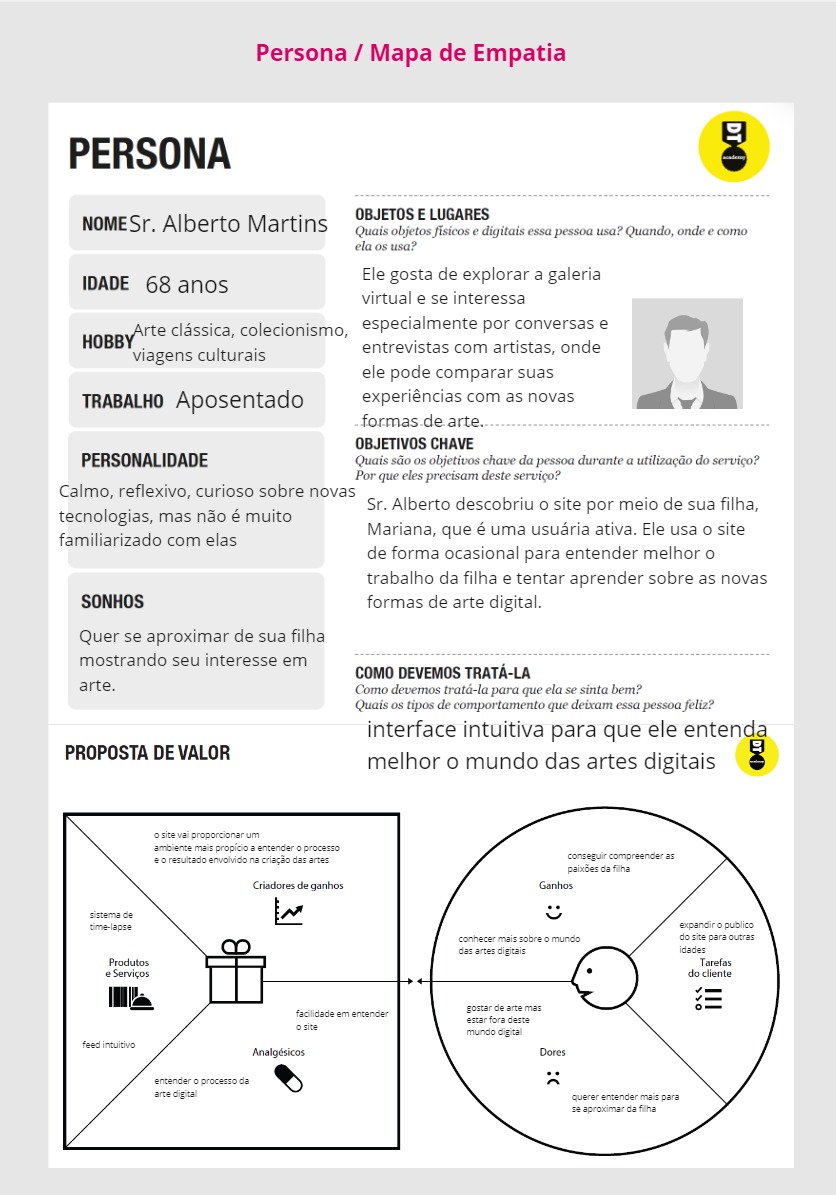 Persona / Mapa de Empatia
PERSONA
DT
academy
NOME Sr. Alberto Martins
IDADE 68 anos
HOBBY Arte clássica, colecionismo,
viagens culturais
TRABALHO Aposentado
PERSONALIDADE
Calmo, reflexivo, curioso sobre novas
tecnologias, mas não é muito
familiarizado com elas
SONHOS
Quer se aproximar de sua filha
mostrando seu interesse em
arte.
OBJETOS E LUGARES
Quais objetos físicos e digitais essa pessoa usa? Quando, onde e como
ela os usa?
Ele gosta de explorar a galeria
virtual e se interessa
especialmente por conversas e
entrevistas com artistas, onde
ele pode comparar suas
experiências com as novas
formas de arte.
OBJETIVOS CHAVE
Quais são os objetivos chave da pessoa durante a utilização do serviço?
Por que eles precisam deste serviço?
Sr. Alberto descobriu o site por meio de sua filha,
Mariana, que é uma usuária ativa. Ele usa o site
de forma ocasional para entender melhor o
trabalho da filha e tentar aprender sobre as novas
formas de arte digital.
COMO DEVEMOS TRATÁ-LA
Como devemos tratá-la para que ela se sinta bem?
Quais os tipos de comportamento que deixam essa pessoa feliz?
interface intuitiva para que ele entenda
melhor o mundo das artes digitais
PROPOSTA DE VALOR
DT
academy
o site vai proporcionar um
ambiente mais propício a entender o processo
e o resultado envolvido na criação das artes
Criadores de ganhos
sistema de
time-lapse
Produtos
e Serviços
feed intuitivo
facilidade em entender
o site
Analgésicos
entender o processo da
arte digital
conseguir compreender as
paixões da filha
Ganhos
conhecer mais sobre o mundo
das artes digitais
expandir o publico
do site para outras
idades
Tarefas
do cliente
gostar de arte mas
estar fora deste
mundo digital
Dores
querer entender mais para
se aproximar da filha